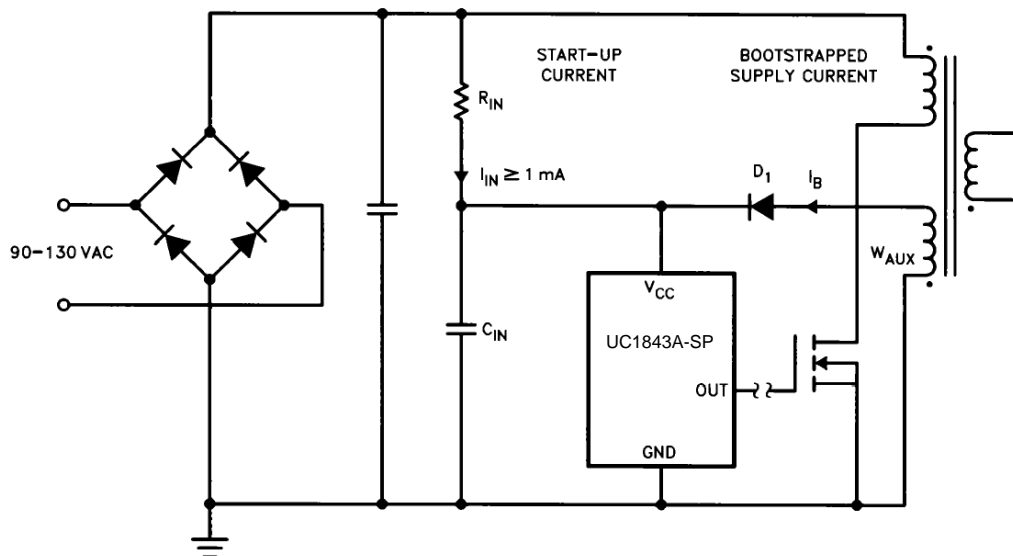 START-UP
CURRENT
BOOTSTRAPPED
SUPPLY CURRENT
R_IN
I_IN ≥ 1 mA
D_1
I_B
90-130 VAC
W_AUX
V_CC
C_IN
UC1843A-SP
OUT
GND